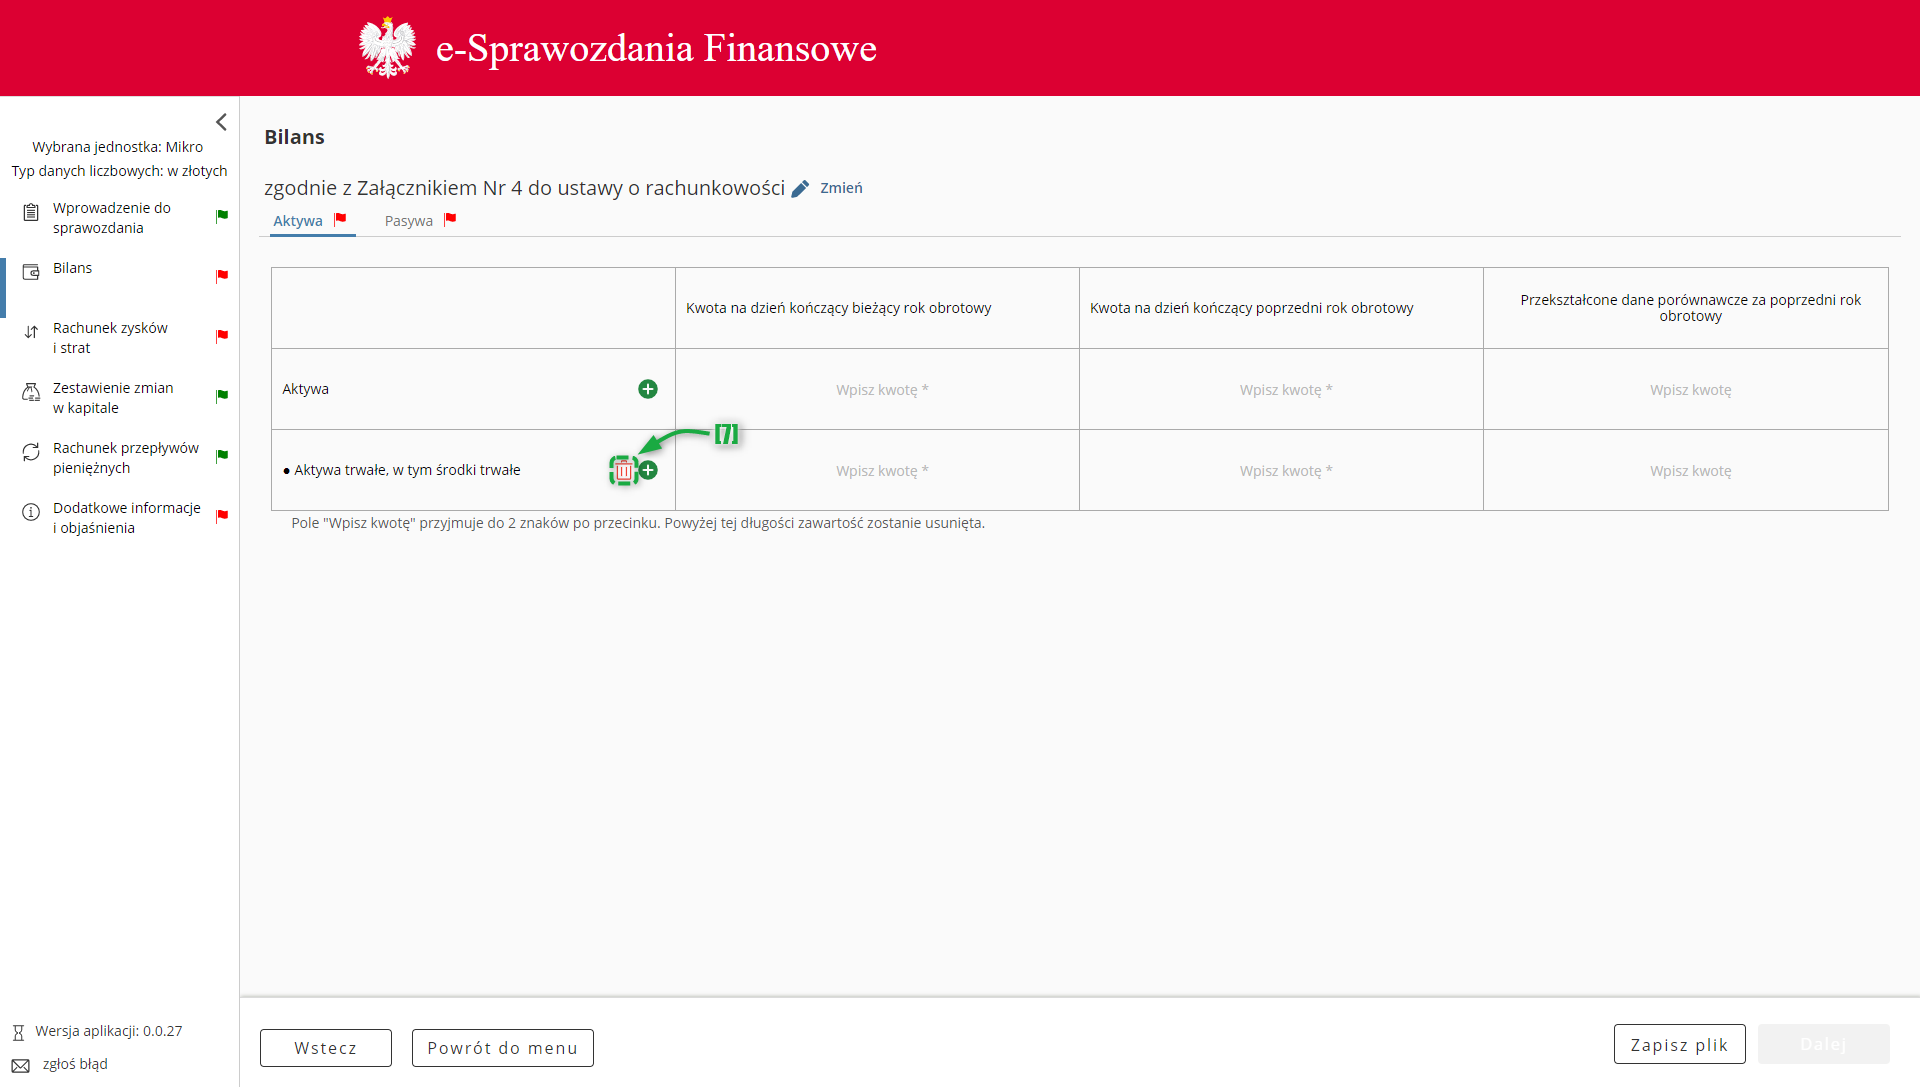 e-Sprawozdania Finansowe
Wybrana jednostka: Mikro
Typ danych liczbowych: w złotych
Wprowadzenie do
sprawozdania
Bilans
Rachunek zysków
i strat
Zestawienie zmian
w kapitale
Rachunek przepływów
pieniężnych
Dodatkowe informacje
i objaśnienia
Wersja aplikacji: 0.0.27
zgłoś błąd
Bilans
zgodnie z Załącznikiem Nr 4 do ustawy o rachunkowości Zmień
Aktywa Pasywa
Kwota na dzień kończący bieżący rok obrotowy
Kwota na dzień kończący poprzedni rok obrotowy
Przekształcone dane porównawcze za poprzedni rok
obrotowy
Aktywa Wpisz kwotę * Wpisz kwotę * Wpisz kwotę
[7]
● Aktywa trwałe, w tym środki trwałe Wpisz kwotę * Wpisz kwotę * Wpisz kwotę
Pole "Wpisz kwotę" przyjmuje do 2 znaków po przecinku. Powyżej tej długości zawartość zostanie usunięta.
Wstecz Powrót do menu Zapisz plik Dalej